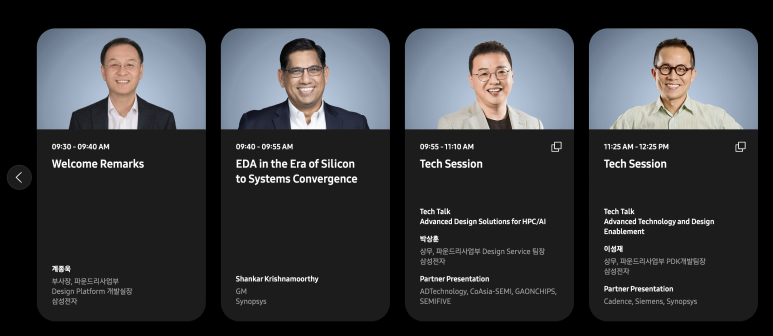 09:30 - 09:40 AM
Welcome Remarks
계종욱
부사장, 파운드리사업부
Design Platform 개발실장
삼성전자
09:40 - 09:55 AM
EDA in the Era of Silicon
to Systems Convergence
Shankar Krishnamoorthy
GM
Synopsys
09:55 - 11:10 AM
Tech Session
Tech Talk
Advanced Design Solutions for HPC/AI
박상훈
상무, 파운드리사업부 Design Service 팀장
삼성전자
Partner Presentation
ADTechnology, CoAsia-SEMI, GAONCHIPS,
SEMIFIVE
11:25 AM - 12:25 PM
Tech Session
Tech Talk
Advanced Technology and Design
Enablement
이성재
상무, 파운드리사업부 PDK개발팀장
삼성전자
Partner Presentation
Cadence, Siemens, Synopsys